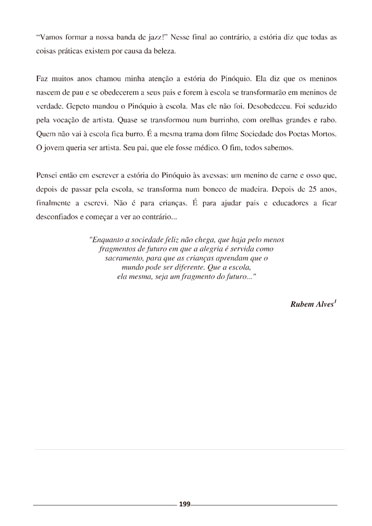 “Vamos formar a nossa banda de jazz!” Nesse final ao contrário, a estória diz que todas as
coisas práticas existem por causa da beleza.
Faz muitos anos chamou minha atenção a estória do Pinóquio. Ela diz que os meninos
nascem de pau e se obedecerem a seus pais e forem à escola se transformarão em meninos de
verdade. Gepeto mandou o Pinóquio à escola. Mas ele não foi. Desobedeceu. Foi seduzido
pela vocação de artista. Quase se transformou num burrinho, com orelhas grandes e rabo.
Quem não vai à escola fica burro. É a mesma trama dom filme Sociedade dos Poetas Mortos.
O jovem queria ser artista. Seu pai, que ele fosse médico. O fim, todos sabemos.
Pensei então em escrever a estória do Pinóquio às avessas: um menino de carne e osso que,
depois de passar pela escola, se transforma num boneco de madeira. Depois de 25 anos,
finalmente a escrevi. Não é para crianças. É para ajudar pais e educadores a ficar
desconfiados e começar a ver ao contrário...
"Enquanto a sociedade feliz não chega, que haja pelo menos
fragmentos de futuro em que a alegria é servida como
sacramento, para que as crianças aprendam que o
mundo pode ser diferente. Que a escola,
ela mesma, seja um fragmento do futuro..."
Rubem Alves¹
199